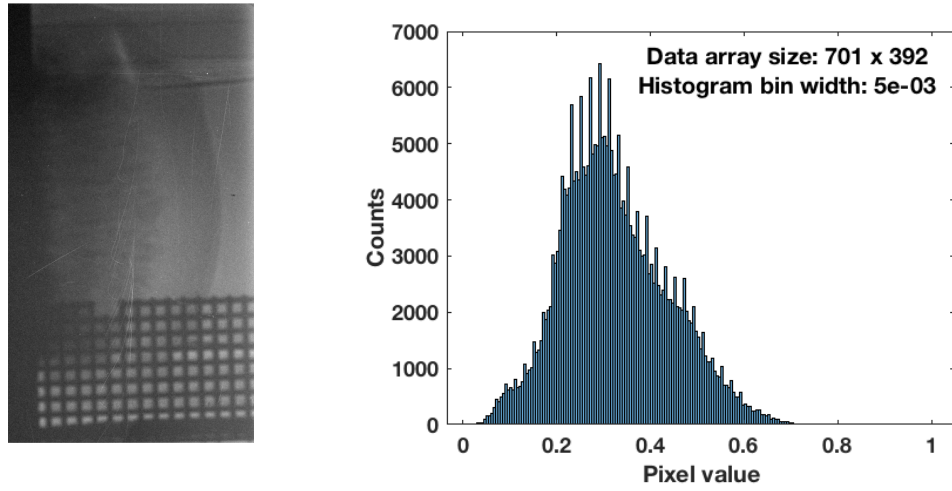 7000
6000
5000
4000
3000
2000
1000
0
Counts
Data array size: 701 x 392
Histogram bin width: 5e-03
0 0.2 0.4 0.6 0.8 1
Pixel value